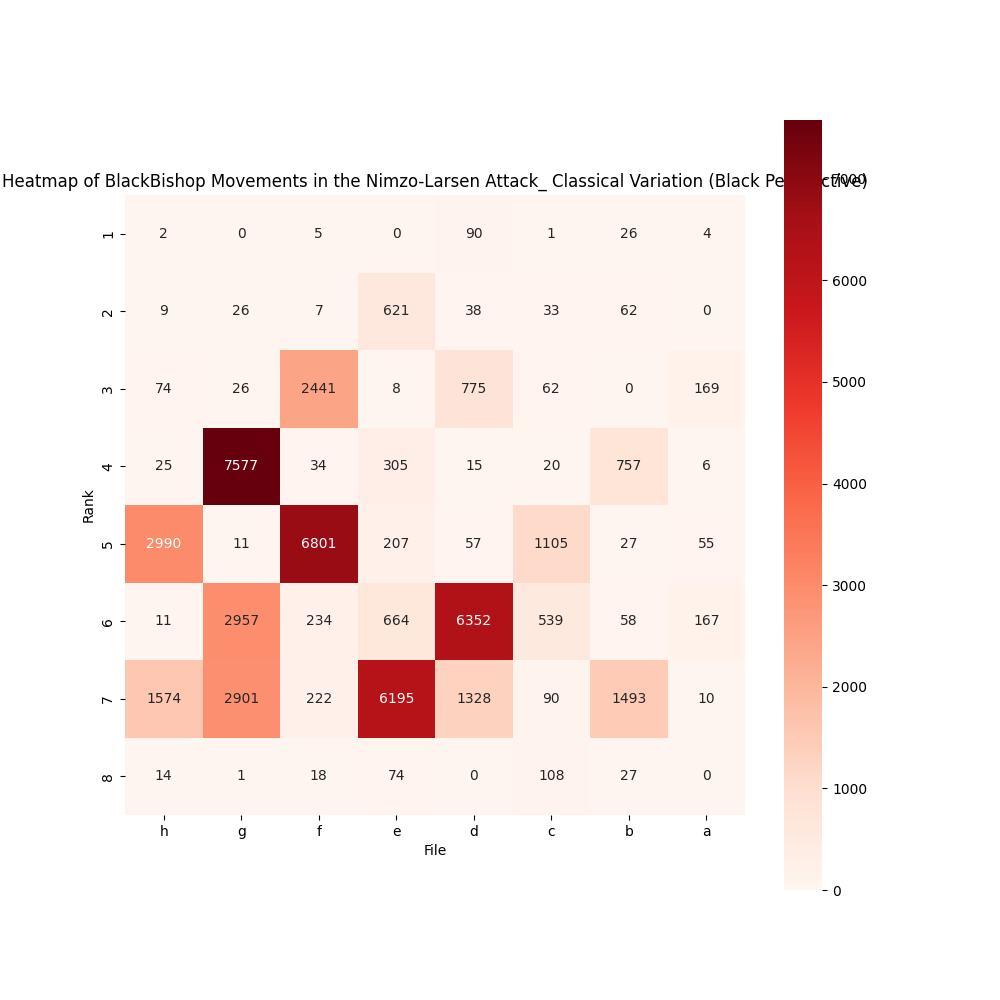 Heatmap of BlackBishop Movements in the Nimzo-Larsen Attack_ Classical Variation (Black Pe ctive)
7000
1 2 0 5 0 90 1 26 4
6000
2 9 26 7 621 38 33 62 0
3 74 26 2441 8 775 62 0 169
5000
4 25 7577 34 305 15 20 757 6
4000
Rank
5 2990 11 6801 207 57 1105 27 55
3000
6 11 2957 234 664 6352 539 58 167
2000
7 1574 2901 222 6195 1328 90 1493 10
1000
8 14 1 18 74 0 108 27 0
h g f e d c b a
File
0